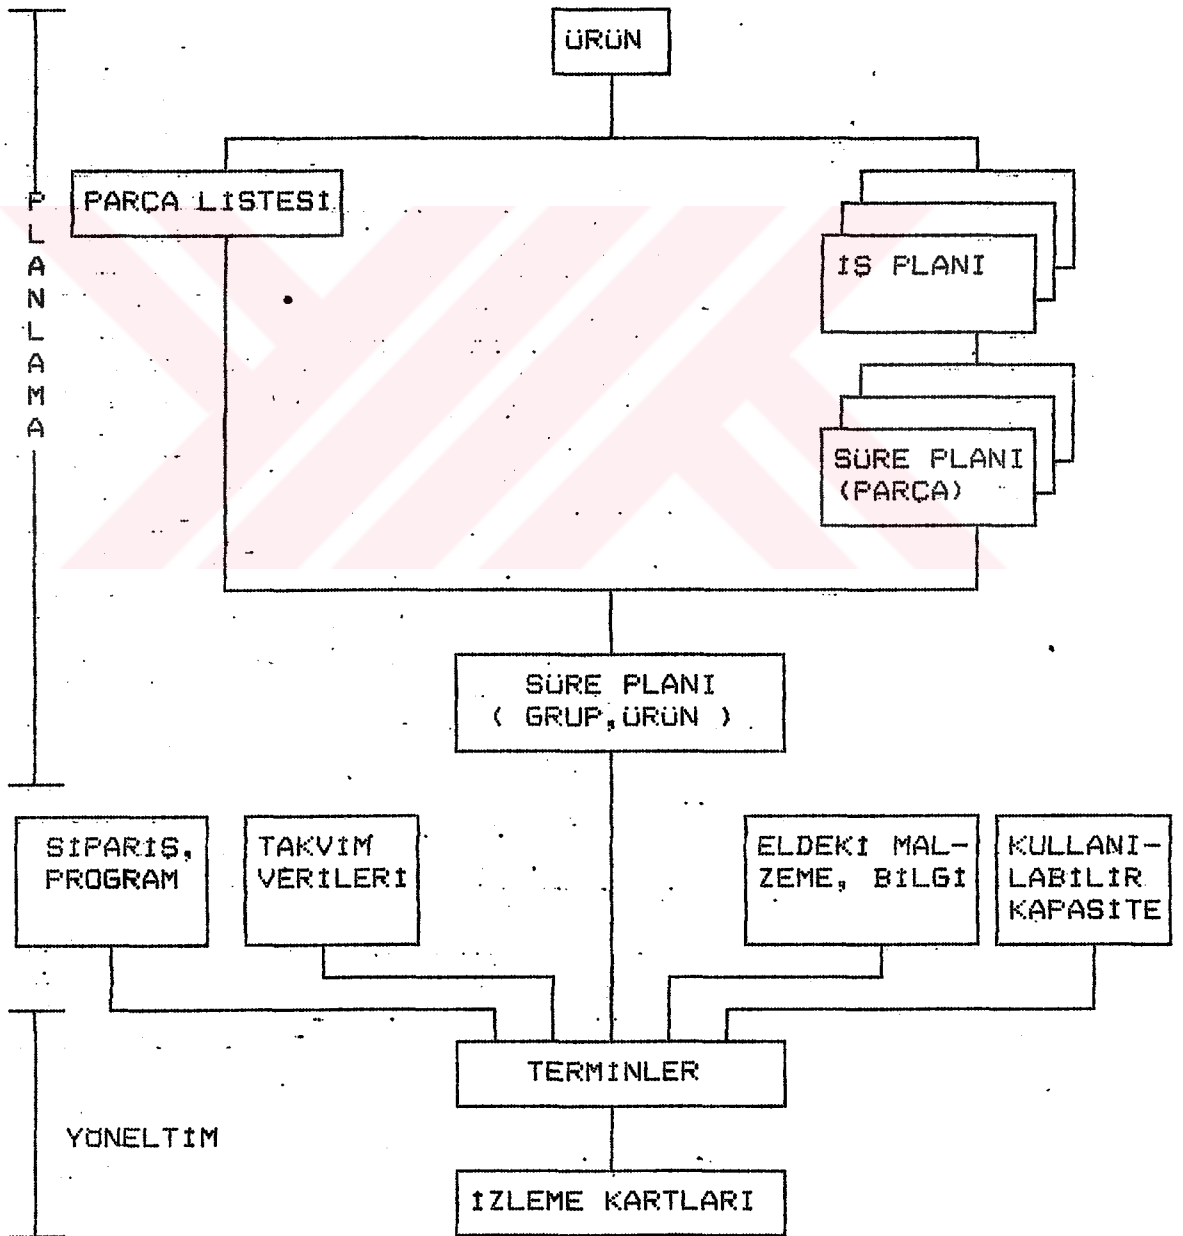 ÜRÜN
PLANLAMA
PARÇA LİSTESİ
İŞ PLANI
SÜRE PLANI
(PARÇA)
SÜRE PLANI
( GRUP, ÜRÜN )
SİPARİŞ,
PROGRAM
TAKVİM
VERİLERİ
ELDEKİ MAL-
ZEME, BİLGİ
KULLANI-
LABİLİR
KAPASİTE
TERMİNLER
YÖNELTİM
İZLEME KARTLARI